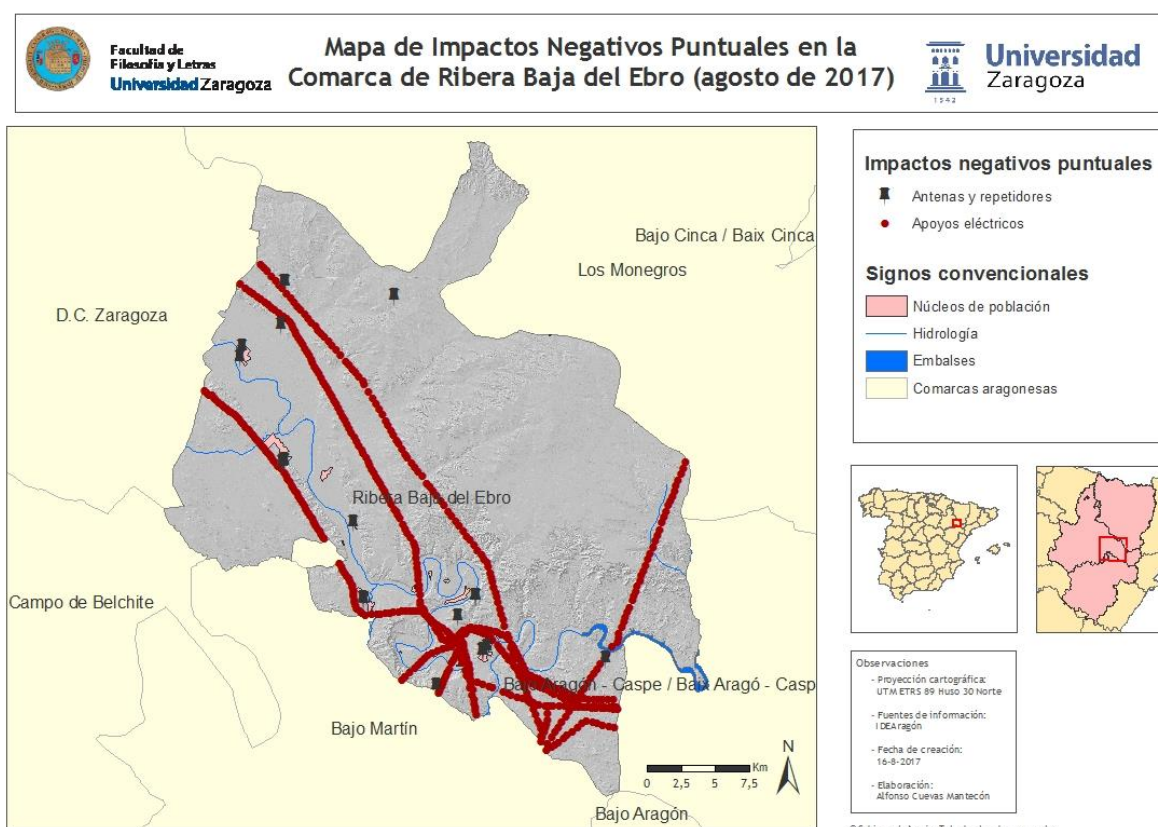 Facultad de
Filosofía y Letras
Universidad Zaragoza
Mapa de Impactos Negativos Puntuales en la
Comarca de Ribera Baja del Ebro (agosto de 2017)
1542
Universidad
Zaragoza
Bajo Cinca / Baix Cinca
Los Monegros
D.C. Zaragoza
Ribera Baja del Ebro
Campo de Belchite
Bajo Aragón - Caspe / Baix Aragó - Casp
Bajo Martín
Bajo Aragón
N
Km
0 2,5 5 7,5 10
Impactos negativos puntuales
Antenas y repetidores
Apoyos eléctricos
Signos convencionales
Núcleos de población
Hidrología
Embalses
Comarcas aragonesas
Observaciones
- Proyección cartográfica:
UTM ETRS 89 Huso 30 Norte
- Fuentes de información:
IDEAragón
- Fecha de creación:
16-8-2017
- Elaboración:
Alfonso Cuevas Mantecón